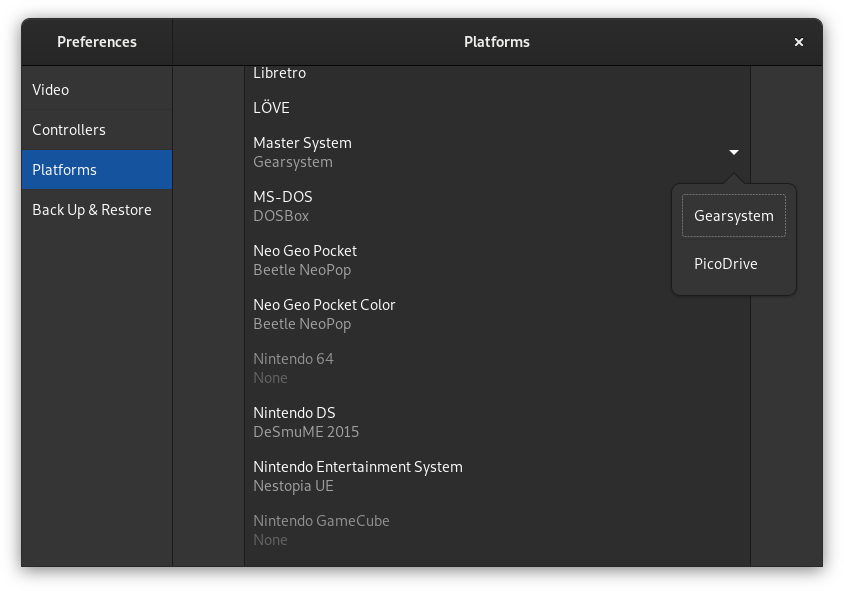 Preferences
Platforms
Video
Controllers
Platforms
Back Up & Restore
Libretro
LÖVE
Master System
Gearsystem
MS-DOS
DOSBox
Neo Geo Pocket
Beetle NeoPop
Neo Geo Pocket Color
Beetle NeoPop
Nintendo 64
None
Nintendo DS
DeSmuME 2015
Nintendo Entertainment System
Nestopia UE
Nintendo GameCube
None
Gearsystem
PicoDrive